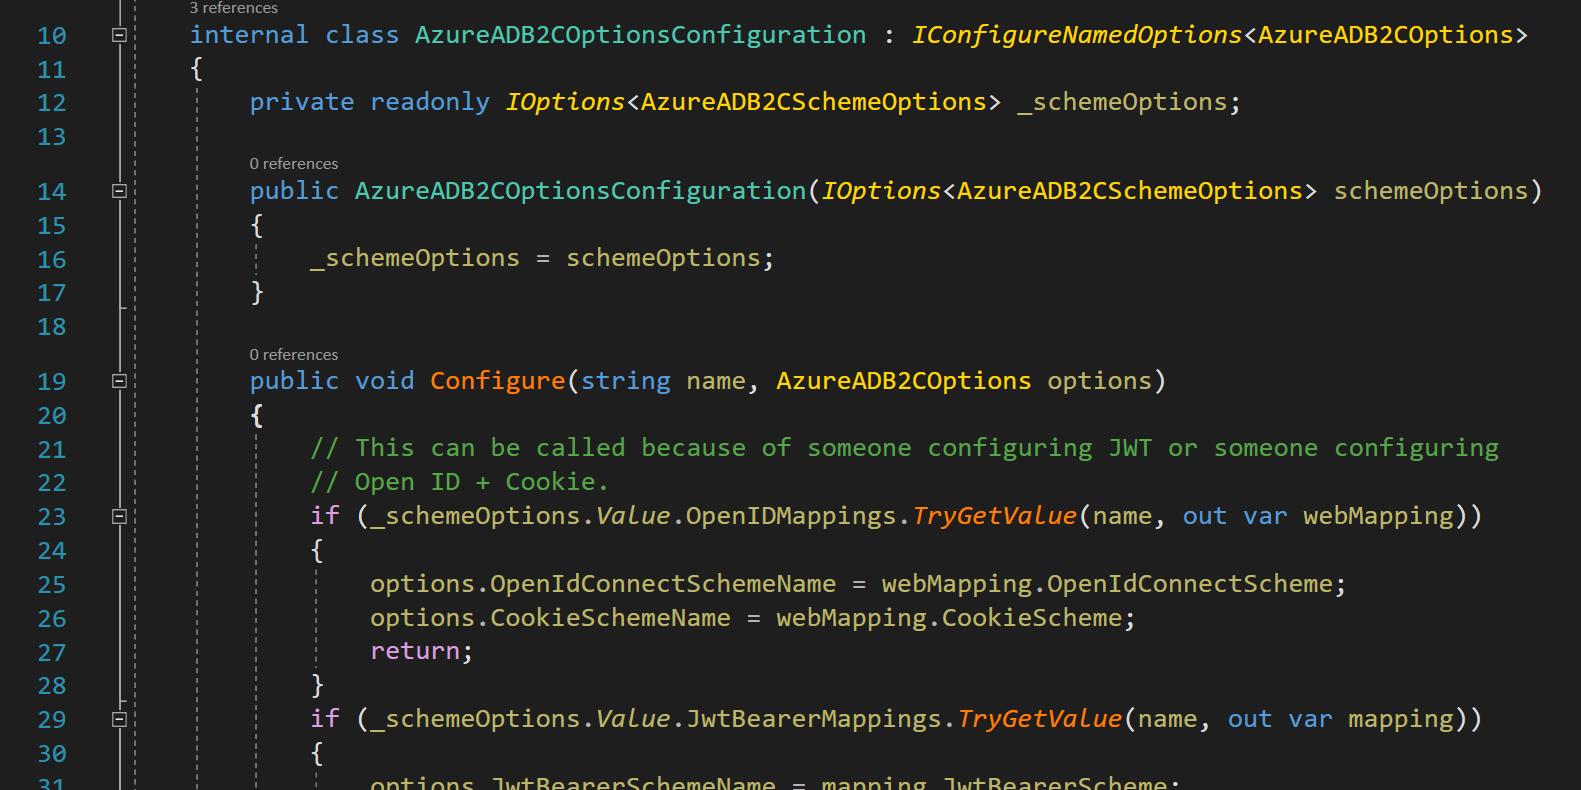 3 references
10 internal class AzureADB2COptionsConfiguration : IConfigureNamedOptions<AzureADB2COptions>
11 {
12 private readonly IOptions<AzureADB2CSchemeOptions> _schemeOptions;
13
0 references
14 public AzureADB2COptionsConfiguration(IOptions<AzureADB2CSchemeOptions> schemeOptions)
15 {
16 _schemeOptions = schemeOptions;
17 }
18
0 references
19 public void Configure(string name, AzureADB2COptions options)
20 {
21 // This can be called because of someone configuring JWT or someone configuring
22 // Open ID + Cookie.
23 if (_schemeOptions.Value.OpenIDMappings.TryGetValue(name, out var webMapping))
24 {
25 options.OpenIdConnectSchemeName = webMapping.OpenIdConnectScheme;
26 options.CookieSchemeName = webMapping.CookieScheme;
27 return;
28 }
29 if (_schemeOptions.Value.JwtBearerMappings.TryGetValue(name, out var mapping))
30 {
31 options.JwtBearerSchemeName = mapping.JwtBearerScheme;